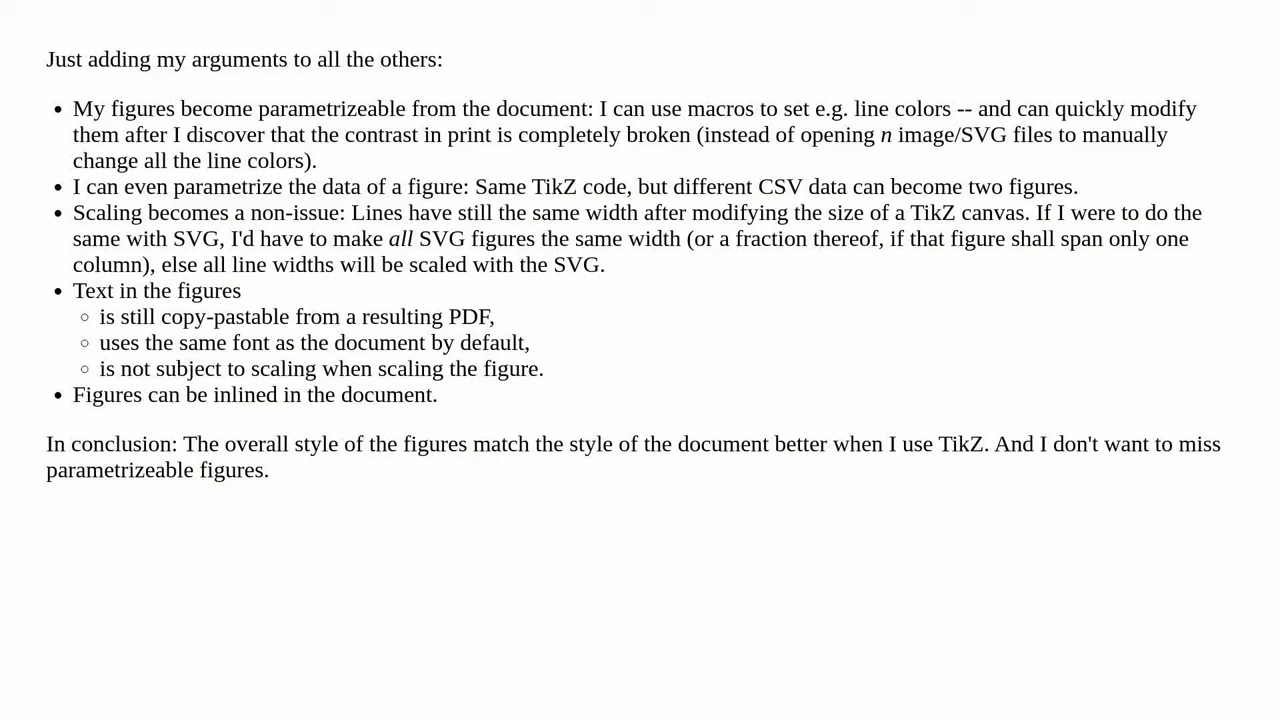 Just adding my arguments to all the others:
• My figures become parametrizeable from the document: I can use macros to set e.g. line colors -- and can quickly modify
them after I discover that the contrast in print is completely broken (instead of opening n image/SVG files to manually
change all the line colors).
• I can even parametrize the data of a figure: Same TikZ code, but different CSV data can become two figures.
• Scaling becomes a non-issue: Lines have still the same width after modifying the size of a TikZ canvas. If I were to do the
same with SVG, I'd have to make all SVG figures the same width (or a fraction thereof, if that figure shall span only one
column), else all line widths will be scaled with the SVG.
• Text in the figures
◦ is still copy-pastable from a resulting PDF,
◦ uses the same font as the document by default,
◦ is not subject to scaling when scaling the figure.
• Figures can be inlined in the document.
In conclusion: The overall style of the figures match the style of the document better when I use TikZ. And I don't want to miss
parametrizeable figures.